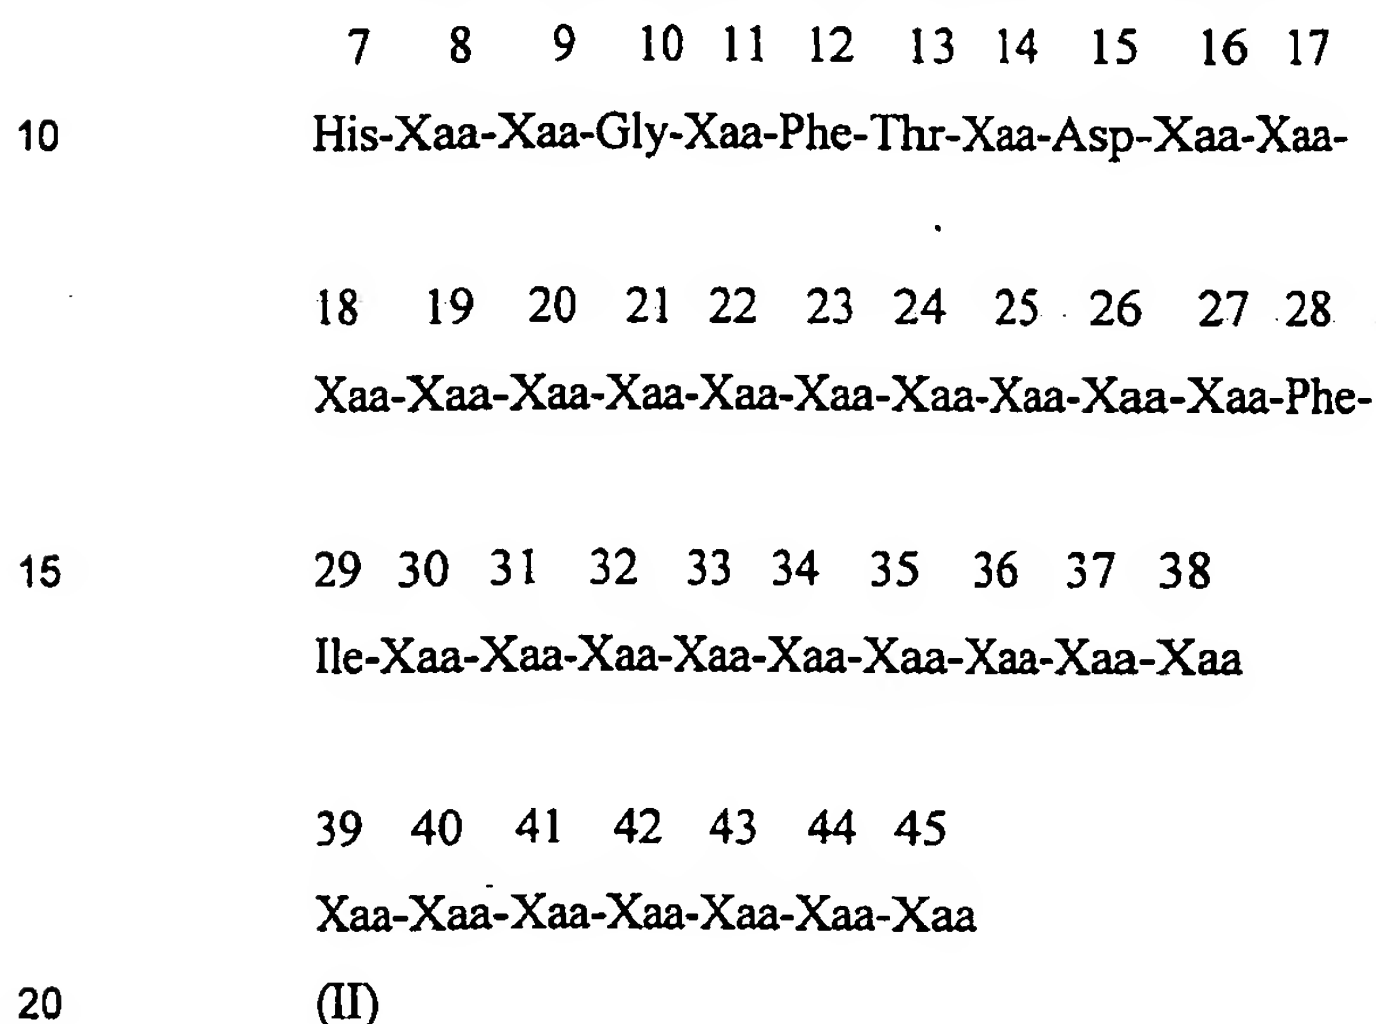 7 8 9 10 11 12 13 14 15 16 17
10 His-Xaa-Xaa-Gly-Xaa-Phe-Thr-Xaa-Asp-Xaa-Xaa-
18 19 20 21 22 23 24 25 26 27 28
Xaa-Xaa-Xaa-Xaa-Xaa-Xaa-Xaa-Xaa-Xaa-Xaa-Phe-
15 29 30 31 32 33 34 35 36 37 38
Ile-Xaa-Xaa-Xaa-Xaa-Xaa-Xaa-Xaa-Xaa-Xaa
39 40 41 42 43 44 45
Xaa-Xaa-Xaa-Xaa-Xaa-Xaa-Xaa
20 (II)